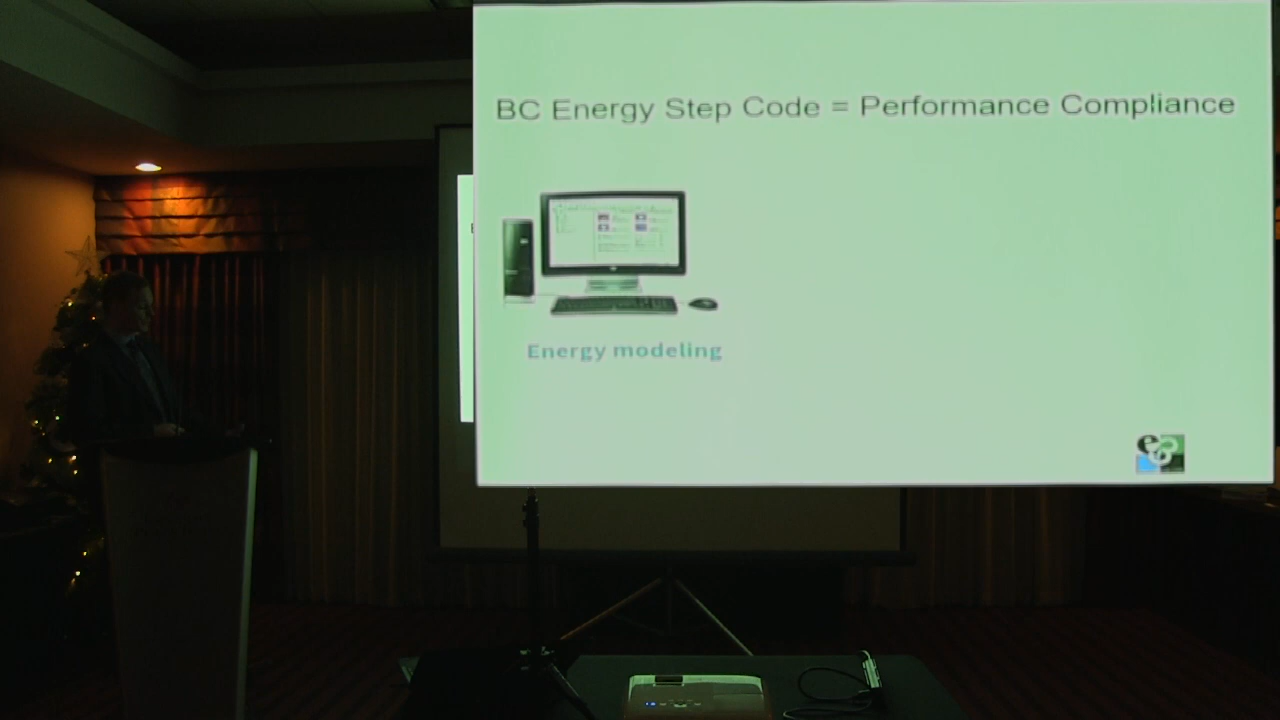 BC Energy Step Code = Performance Compliance
Energy modeling